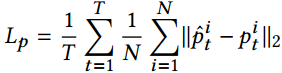 L_p = \frac{1}{T} \sum_{t=1}^{T} \frac{1}{N} \sum_{i=1}^{N} \| \hat{p}_t^i - p_t^i \|_2